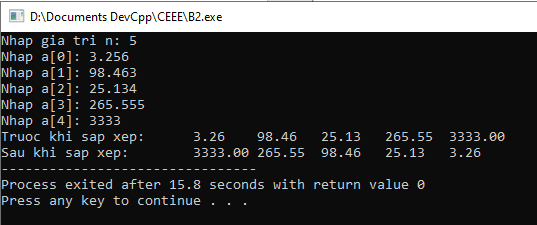 D:\Documents DevCpp\CEEE\B2.exe
Nhap gia tri n: 5
Nhap a[0]: 3.256
Nhap a[1]: 98.463
Nhap a[2]: 25.134
Nhap a[3]: 265.555
Nhap a[4]: 3333
Truoc khi sap xep: 3.26 98.46 25.13 265.55 3333.00
Sau khi sap xep: 3333.00 265.55 98.46 25.13 3.26
--------------------------------
Process exited after 15.8 seconds with return value 0
Press any key to continue . . .